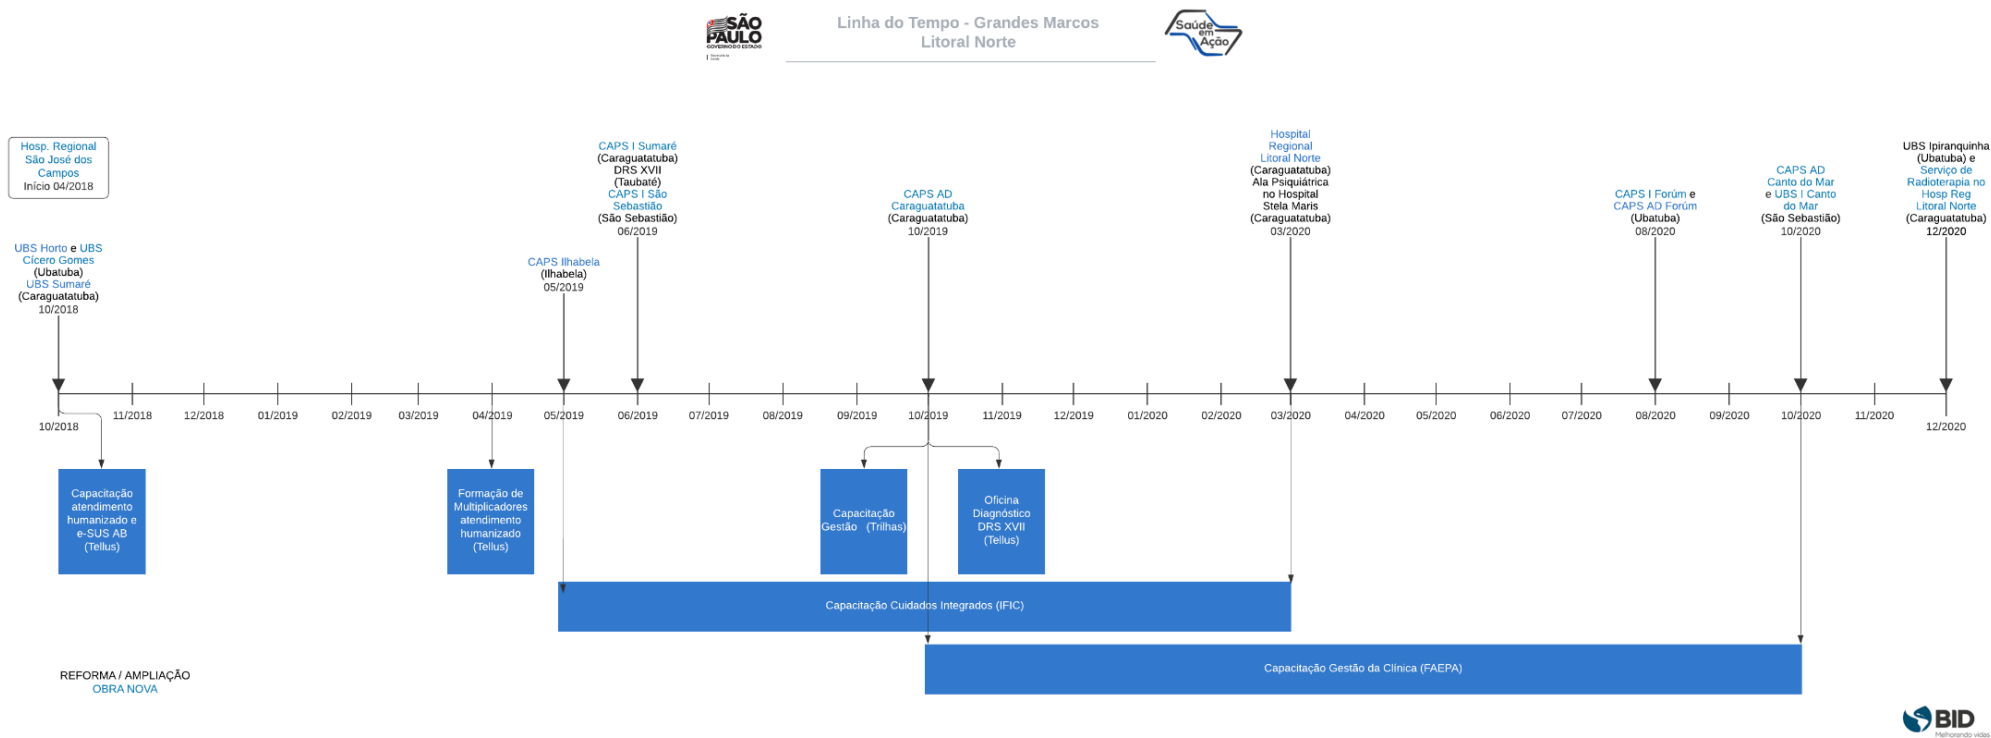 SÃO
PAULO
GOVERNO DO ESTADO
Secretaria da
Saúde
Linha do Tempo - Grandes Marcos
Litoral Norte
Saúde
em
Ação
Hosp. Regional
São José dos
Campos
Início 04/2018
UBS Horto e UBS
Cícero Gomes
(Ubatuba)
UBS Sumaré
(Caraguatatuba)
10/2018
CAPS Ilhabela
(Ilhabela)
05/2019
CAPS I Sumaré
(Caraguatatuba)
DRS XVII
(Taubaté)
CAPS I São
Sebastião
(São Sebastião)
06/2019
CAPS AD
Caraguatatuba
(Caraguatatuba)
10/2019
Hospital
Regional
Litoral Norte
(Caraguatatuba)
Ala Psiquiátrica
no Hospital
Stela Maris
(Caraguatatuba)
03/2020
CAPS I Forúm e
CAPS AD Forúm
(Ubatuba)
08/2020
CAPS AD
Canto do Mar
e UBS I Canto
do Mar
(São Sebastião)
10/2020
UBS Ipiranquinha
(Ubatuba) e
Serviço de
Radioterapia no
Hosp Reg
Litoral Norte
(Caraguatatuba)
12/2020
10/2018
11/2018
12/2018
01/2019
02/2019
03/2019
04/2019
05/2019
06/2019
07/2019
08/2019
09/2019
10/2019
11/2019
12/2019
01/2020
02/2020
03/2020
04/2020
05/2020
06/2020
07/2020
08/2020
09/2020
10/2020
11/2020
12/2020
Capacitação
atendimento
humanizado e
e-SUS AB
(Tellus)
Formação de
Multiplicadores
atendimento
humanizado
(Tellus)
Capacitação
Gestão (Trilhas)
Oficina
Diagnóstico
DRS XVII
(Tellus)
Capacitação Cuidados Integrados (IFIC)
Capacitação Gestão da Clínica (FAEPA)
REFORMA / AMPLIAÇÃO
OBRA NOVA
BID
Melhorando vidas